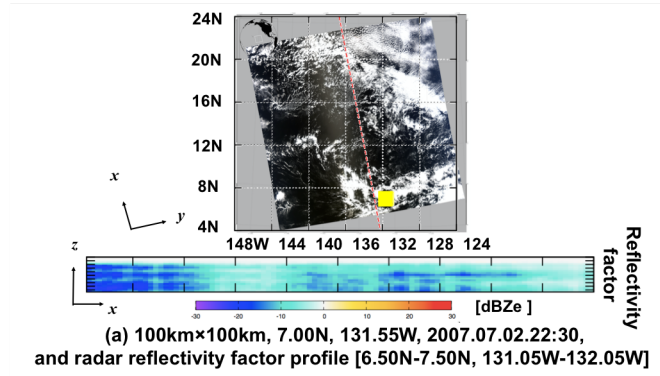 24N
20N
16N
12N
8N
4N
148W 144 140 136 132 128 124
x
y
z
x
Reflectivity
factor
-30 -20 -10 0 10 20 30
[dBZe ]
(a) 100km×100km, 7.00N, 131.55W, 2007.07.02.22:30,
and radar reflectivity factor profile [6.50N-7.50N, 131.05W-132.05W]